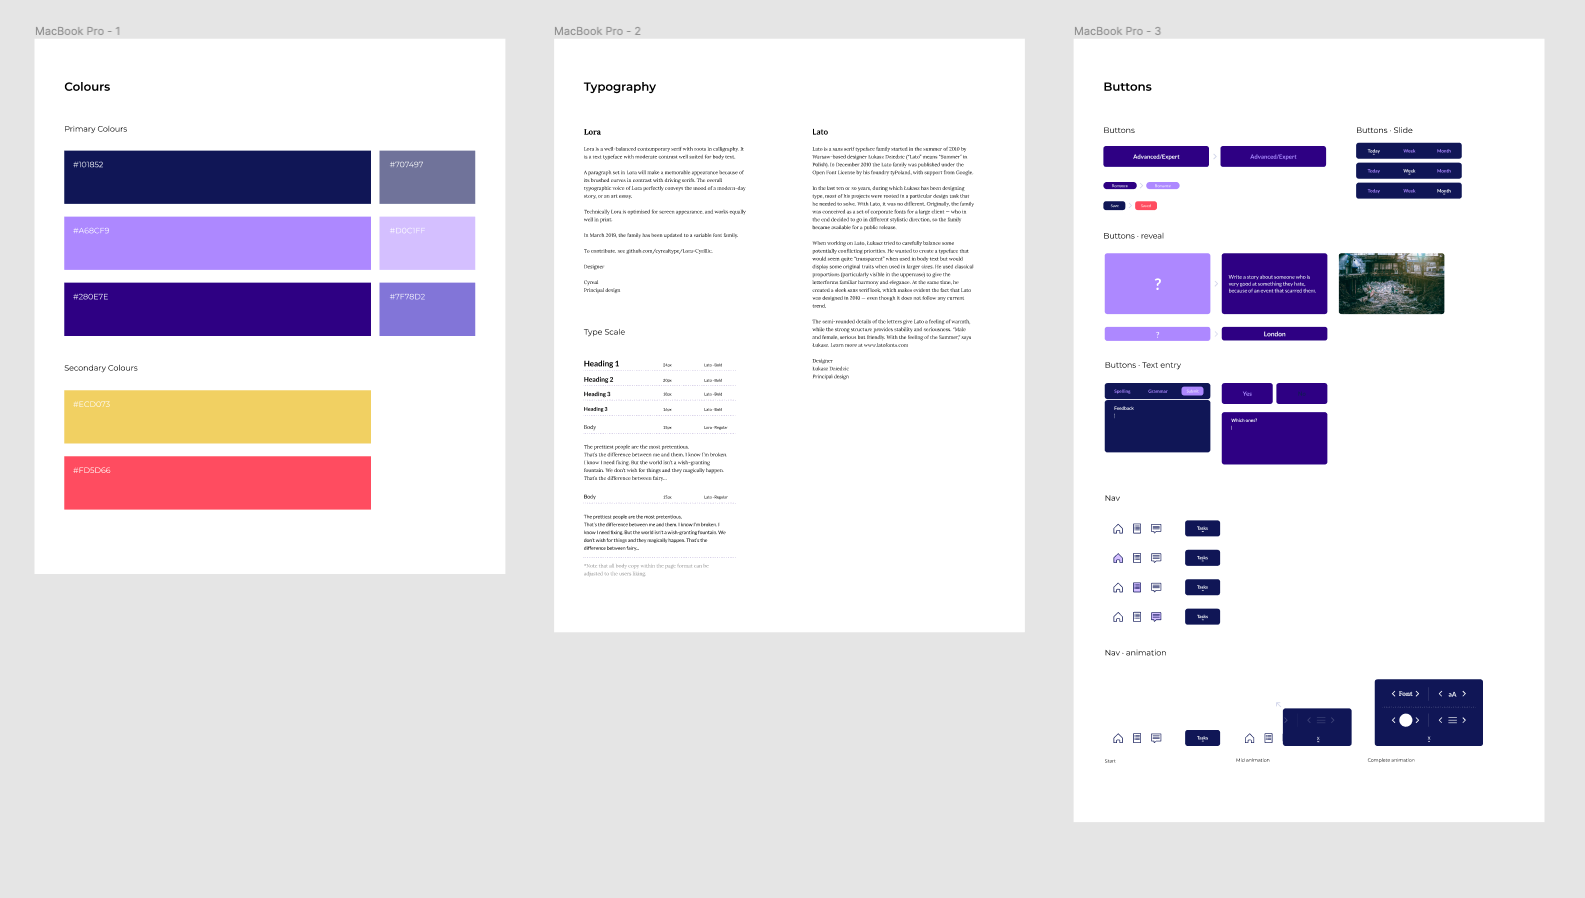 MacBook Pro - 1
Colours
Primary Colours
#101852
#707497
#A68CF9
#D0C1FF
#280E7E
#7F78D2
Secondary Colours
#ECD073
#FD5D66
MacBook Pro - 2
Typography
Lora
Lora is a well-balanced contemporary serif with roots in calligraphy. It
is a text typeface with moderate contrast well suited for body text.
A paragraph set in Lora will make a memorable appearance because of
its brushed curves in contrast with driving serifs. The overall
typographic voice of Lora perfectly conveys the mood of a modern-day
story, or an art essay.
Technically Lora is optimised for screen appearance, and works equally
well in print.
In March 2019, the family has been updated to a variable font family.
To contribute, see github.com/cyrealtype/Lora-Cyrillic.
Designer
Cyreal
Principal design
Type Scale
Heading 1 24px Lato-Bold
Heading 2 20px Lato-Bold
Heading 3 Lato-Bold
Heading 3 Lato-Bold
Body Lora-Regular
The prettiest people are the most pretentious.
That's the difference between me and them. I know I'm broken.
I know I need fixing. But the world isn't a wish-granting
fountain. We don't wish for things and they magically happen.
That's the difference between fairy...
Body Lato-Regular
The prettiest people are the most pretentious.
That's the difference between me and them. I know I'm broken. I
know I need fixing. But the world isn't a wish-granting fountain. We
don't wish for things and they magically happen. That's the
difference between fairy...
*Note that all body copy within the page format can be
adjusted to the users liking
Lato
Lato is a sans serif typeface family started in the summer of 2010 by
Warsaw-based designer Łukasz Dziedzic ("Lato" means "Summer" in
Polish). In December 2010 the Lato family was published under the
Open Font License by his foundry tyPoland, with support from Google.
In the last ten or so years, during which Łukasz has been designing
type, most of his projects were rooted in a particular design task that
he needed to solve. With Lato, it was no different. Originally, the family
was conceived as a set of corporate fonts for a large client — who in
the end decided to go in different stylistic direction, so the family
became available for a public release.
When working on Lato, Łukasz tried to carefully balance some
potentially conflicting priorities. He wanted to create a typeface that
would seem quite "transparent" when used in body text but would
display some original traits when used in larger sizes. He used classical
proportions (particularly visible in the uppercase) to give the
letterforms familiar harmony and elegance. At the same time, he
created a sleek sans serif look, which makes evident the fact that Lato
was designed in 2010 — even though it does not follow any current
trend.
The semi-rounded details of the letters give Lato a feeling of warmth,
while the strong structure provides stability and seriousness. "Male
and female, serious but friendly. With the feeling of the Summer," says
Łukasz. Learn more at www.latofonts.com
Designer
Łukasz Dziedzic
Principal design
MacBook Pro - 3
Buttons
Buttons
Advanced/Expert
Advanced/Expert
Romance
Romance
Save
Saved
Buttons · Slide
Today Week Month
Today Week Month
Today Week Month
Buttons · reveal
?
Write a story about someone who is
very good at something they hate,
because of an event that scarred them.
?
London
Buttons · Text entry
Spelling Grammar
Feedback
Yes
Which ones?
Nav
Tasks
Tasks
Tasks
Tasks
Nav · animation
Tasks
Start
x
Mid animation
Font
aA
x
Complete animation